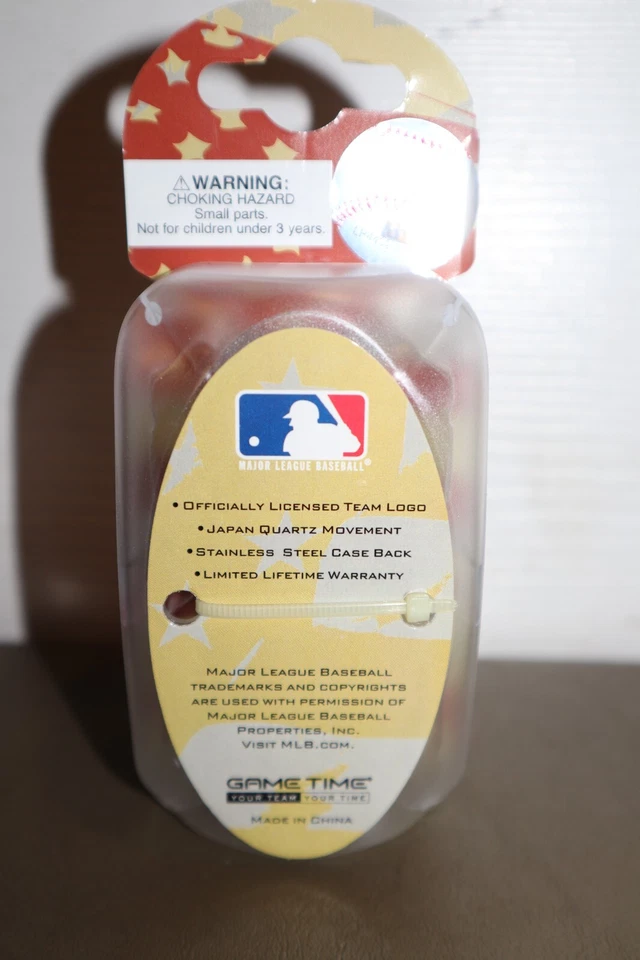 ⚠WARNING:
CHOKING HAZARD
Small parts.
Not for children under 3 years.
MAJOR LEAGUE BASEBALL®
• OFFICIALLY LICENSED TEAM LOGO
• JAPAN QUARTZ MOVEMENT
• STAINLESS STEEL CASE BACK
• LIMITED LIFETIME WARRANTY
MAJOR LEAGUE BASEBALL
TRADEMARKS AND COPYRIGHTS
ARE USED WITH PERMISSION OF
MAJOR LEAGUE BASEBALL
PROPERTIES, INC.
VISIT MLB.COM.
GAME TIME®
YOUR TEAM YOUR TIME
MADE IN CHINA